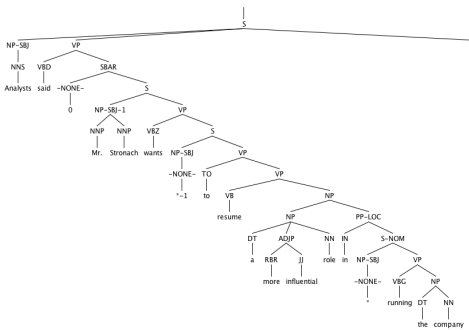 S
NP-SBJ VP
NNS VBD SBAR
Analysts said -NONE- S
0 NP-SBJ-1 VP
NNP NNP VBZ S
Mr. Stronach wants NP-SBJ VP
-NONE- TO VP
*-1 to VB NP
resume NP PP-LOC
DT ADJP NN IN S-NOM
a RBR JJ role in NP-SBJ VP
more influential -NONE- VBG NP
* running DT NN
the company